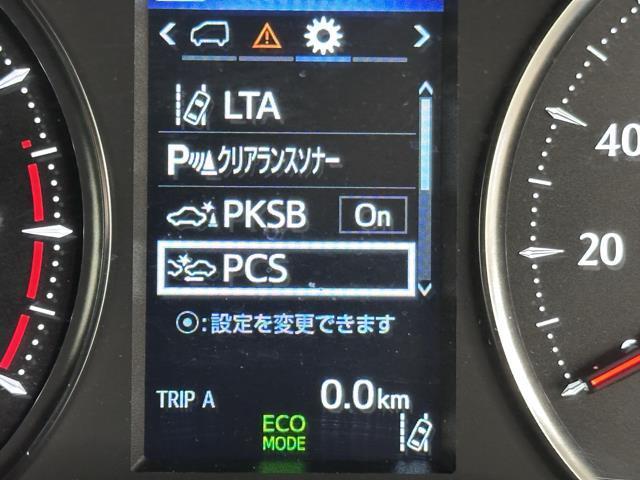 LTA
Pクリアランスソナー
PKSB On
PCS
⦿:設定を変更できます
TRIP A 0.0km
ECO
MODE
40
20